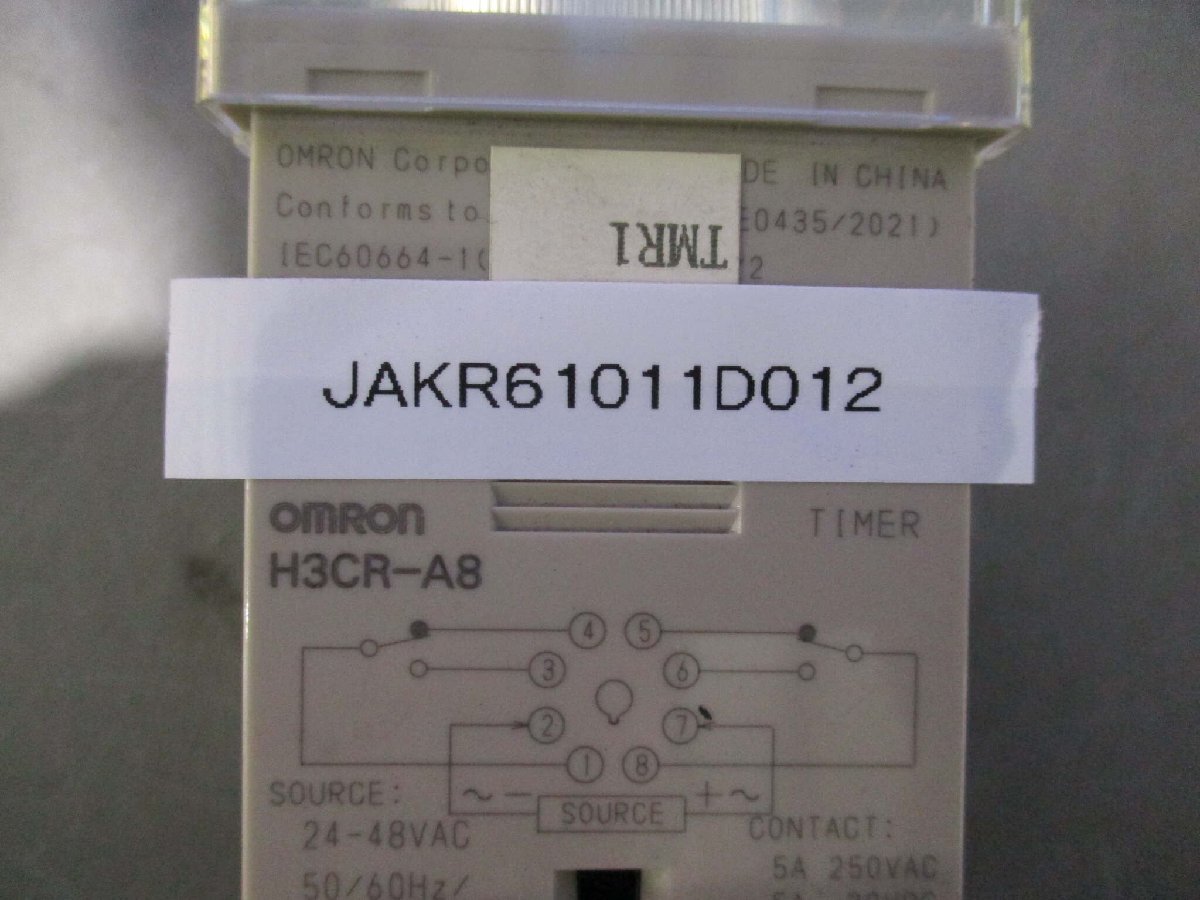 OMRON Corpo DE IN CHINA
Conforms to E0435/2021)
IEC60664-1( 2
TMR1
JAKR61011D012
OMRON TIMER
H3CR-A8
4 5
3 6
2 7
1 8
SOURCE: ~ - SOURCE + ~
24-48VAC CONTACT:
50/60Hz/ 5A 250VAC
5A